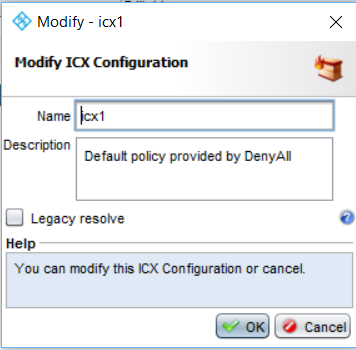 Modify - icx1
Modify ICX Configuration
Name icx1
Description Default policy provided by DenyAll
Legacy resolve
Help
You can modify this ICX Configuration or cancel.
OK Cancel